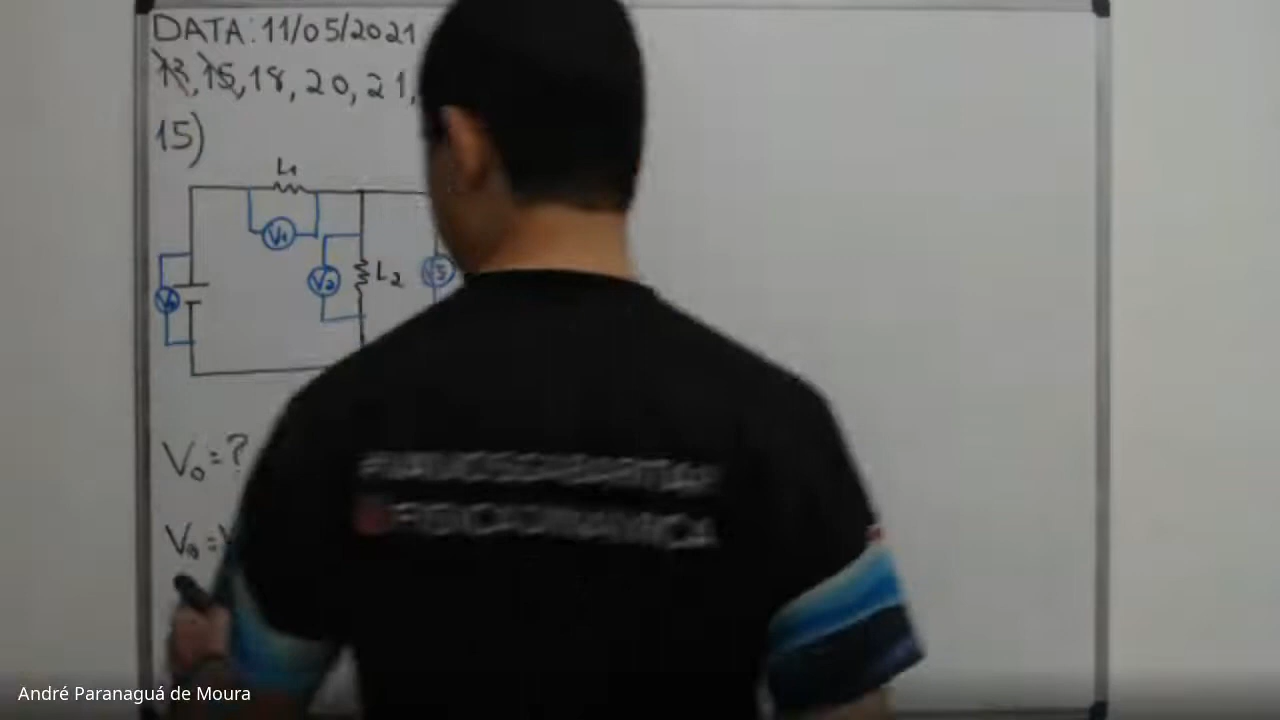 DATA: 11/05/2021
13, 15, 18, 20, 21,
15)
L1
V1
V2
L2
V3
V0
V0 = ?
V0 =
André Paranaguá de Moura